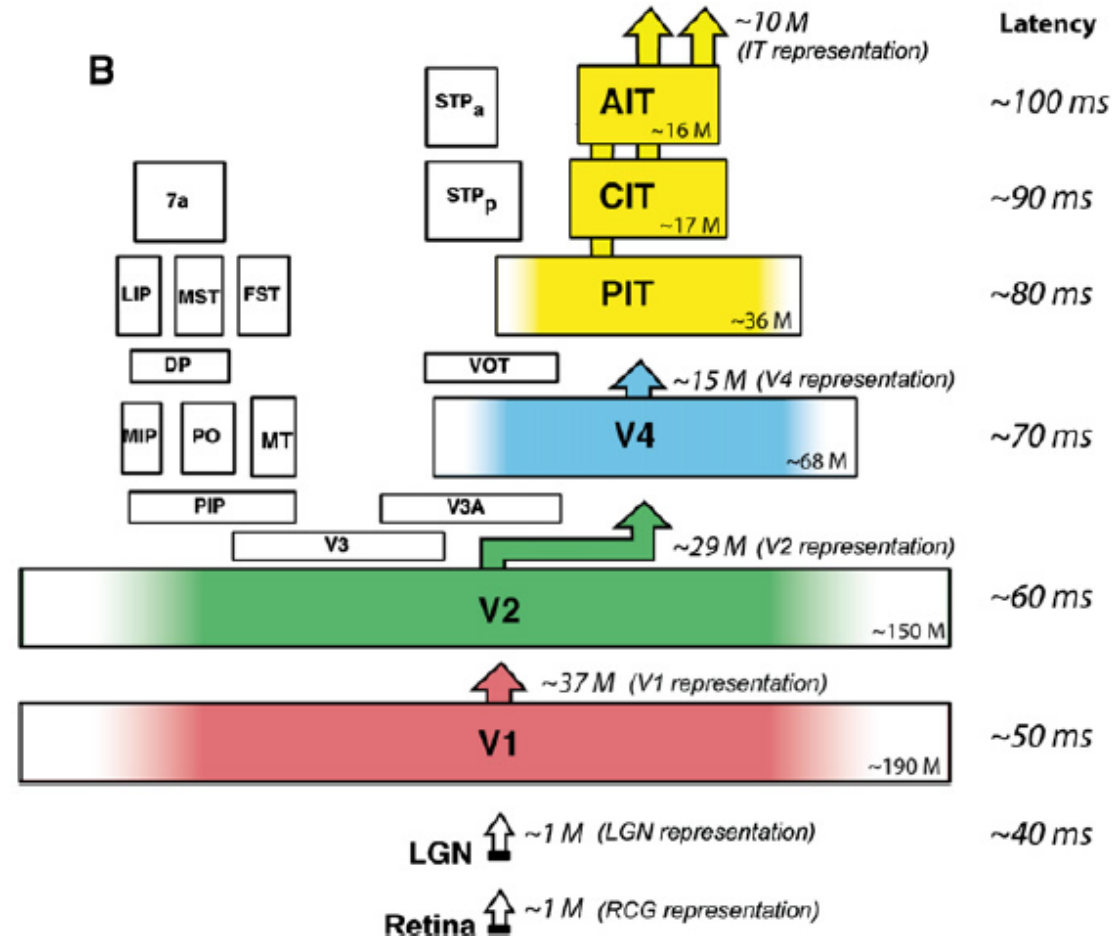 B
~10 M
(IT representation)
Latency
STPa
AIT
~16 M
~100 ms
7a
STPp
CIT
~17 M
~90 ms
LIP
MST
FST
PIT
~36 M
~80 ms
DP
VOT
~15 M (V4 representation)
MIP
PO
MT
V4
~68 M
~70 ms
PIP
V3A
V3
~29 M (V2 representation)
V2
~150 M
~60 ms
~37 M (V1 representation)
V1
~190 M
~50 ms
LGN
~1 M (LGN representation)
~40 ms
Retina
~1 M (RCG representation)